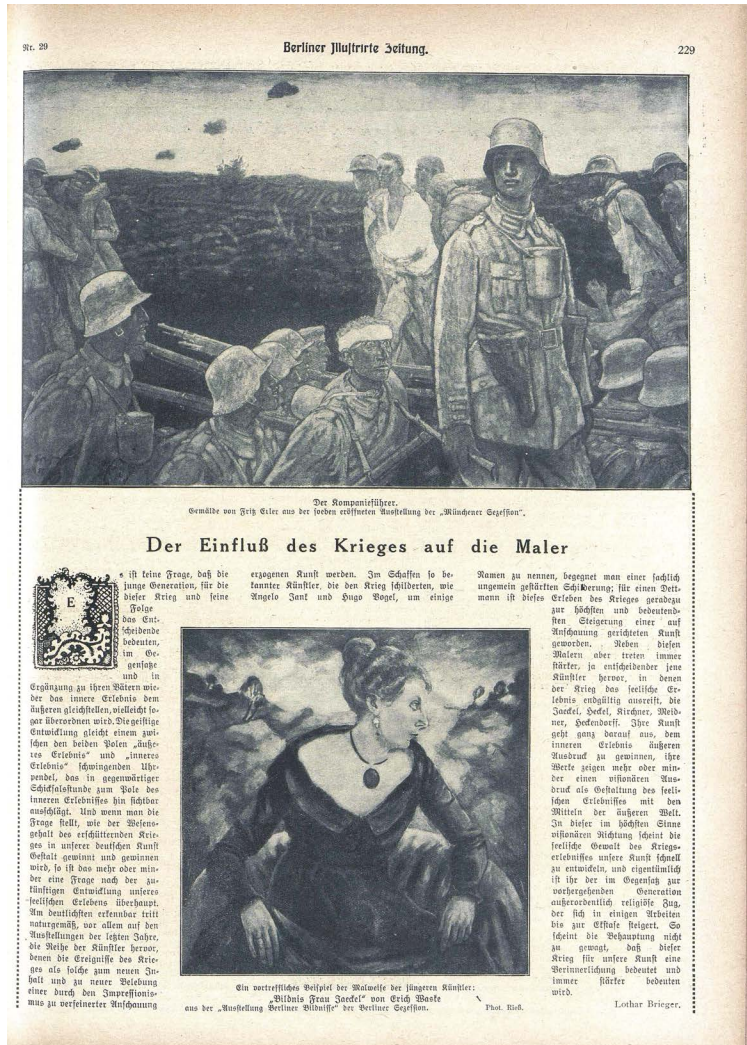 Nr. 29
Berliner Illustrirte Zeitung.
229
Der Kompanieführer.
Gemälde von Fritz Erler aus der soeben eröffneten Ausstellung der „Münchener Sezession“.
Der Einfluß des Krieges auf die Maler
Es ist keine Frage, daß die
junge Generation, für die
dieser Krieg und seine
Folge
das Ent-
scheidende
bedeuten,
im Ge-
gensatze
und in
Ergänzung zu ihren Vätern wie-
der das innere Erlebnis dem
äußeren gleichstellen, vielleicht so-
gar überordnen wird. Die geistige
Entwicklung gleicht einem zwi-
schen den beiden Polen „äuße-
res Erlebnis“ und „inneres
Erlebnis“ schwingenden Uhr-
pendel, das in gegenwärtiger
Schicksalsstunde zum Pole des
inneren Erlebnisses hin sichtbar
ausschlägt. Und wenn man die
Frage stellt, wie der Wesens-
gehalt des erschütternden Krie-
ges in unserer deutschen Kunst
Gestalt gewinnt und gewinnen
wird, so ist das mehr oder min-
der eine Frage nach der zu-
künftigen Entwicklung unseres
seelischen Erlebens überhaupt.
Am deutlichsten erkennbar tritt
naturgemäß, vor allem auf den
Ausstellungen der letzten Jahre,
die Reihe der Künstler hervor,
denen die Ereignisse des Krie-
ges als solche zum neuen In-
halt und zu neuer Belebung
einer durch den Impressionis-
mus zu verfeinerter Anschauung
erzogenen Kunst werden. Im Schaffen so be-
kannter Künstler, die den Krieg schilderten, wie
Angelo Jank und Hugo Vogel, um einige
Namen zu nennen, begegnet man einer sachlich
ungemein gestärkten Schilderung; für einen Dett-
mann ist dieses Erleben des Krieges geradezu
zur höchsten und bedeutend-
sten Steigerung einer auf
Anschauung gerichteten Kunst
geworden. Neben diesen
Malern aber treten immer
stärker, ja entscheidender jene
Künstler hervor, in denen
der Krieg das seelische Er-
lebnis endgültig ausreift, die
Jaeckel, Heckel, Kirchner, Meid-
ner, Heckendorff. Ihre Kunst
geht ganz darauf aus, dem
inneren Erlebnis äußeren
Ausdruck zu gewinnen, ihre
Werke zeigen mehr oder min-
der einen visionären Aus-
druck als Gestaltung des seeli-
schen Erlebnisses mit den
Mitteln der äußeren Welt.
In dieser im höchsten Sinne
visionären Richtung scheint die
seelische Gewalt des Kriegs-
erlebnisses unsere Kunst schnell
zu entwickeln, und eigentümlich
ist ihr der im Gegensatz zur
vorhergehenden Generation
außerordentlich religiöse Zug,
der sich in einigen Arbeiten
bis zur Ekstase steigert. So
scheint die Behauptung nicht
zu gewagt, daß dieser
Krieg für unsere Kunst eine
Verinnerlichung bedeutet und
immer stärker bedeuten
wird.
Lothar Brieger.
Ein vortreffliches Beispiel der Malweise der jüngeren Künstler:
„Bildnis Frau Jaeckel“ von Erich Waske
aus der „Ausstellung Berliner Bildnisse“ der Berliner Sezession.
Phot. Rieß.